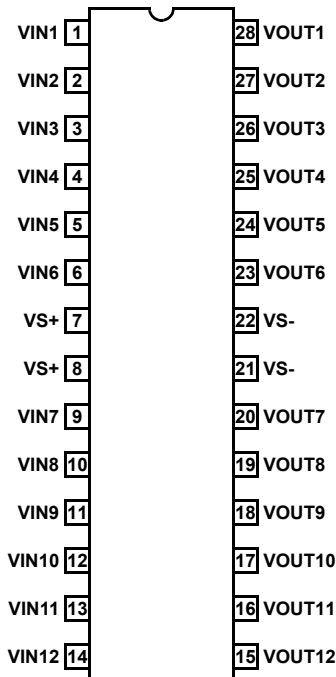 VIN1 1 28 VOUT1
VIN2 2 27 VOUT2
VIN3 3 26 VOUT3
VIN4 4 25 VOUT4
VIN5 5 24 VOUT5
VIN6 6 23 VOUT6
VS+ 7 22 VS-
VS+ 8 21 VS-
VIN7 9 20 VOUT7
VIN8 10 19 VOUT8
VIN9 11 18 VOUT9
VIN10 12 17 VOUT10
VIN11 13 16 VOUT11
VIN12 14 15 VOUT12